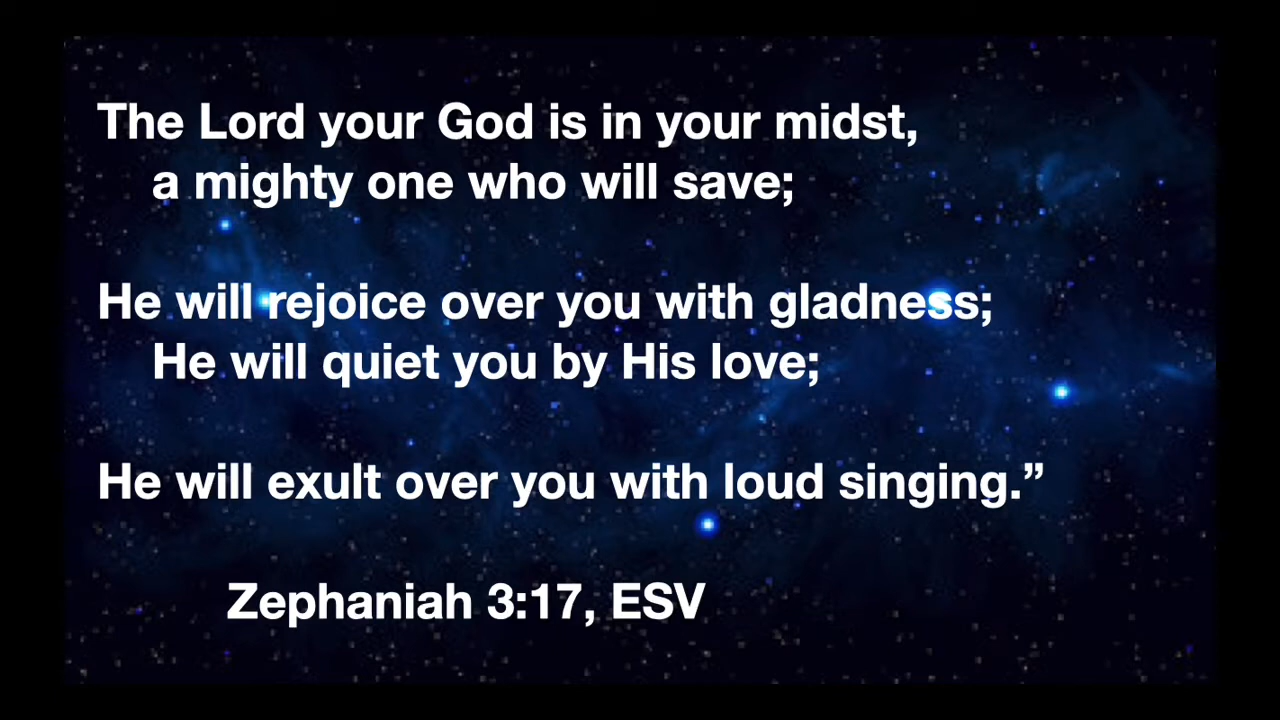 The Lord your God is in your midst,
a mighty one who will save;
He will rejoice over you with gladness;
He will quiet you by His love;
He will exult over you with loud singing.”
Zephaniah 3:17, ESV